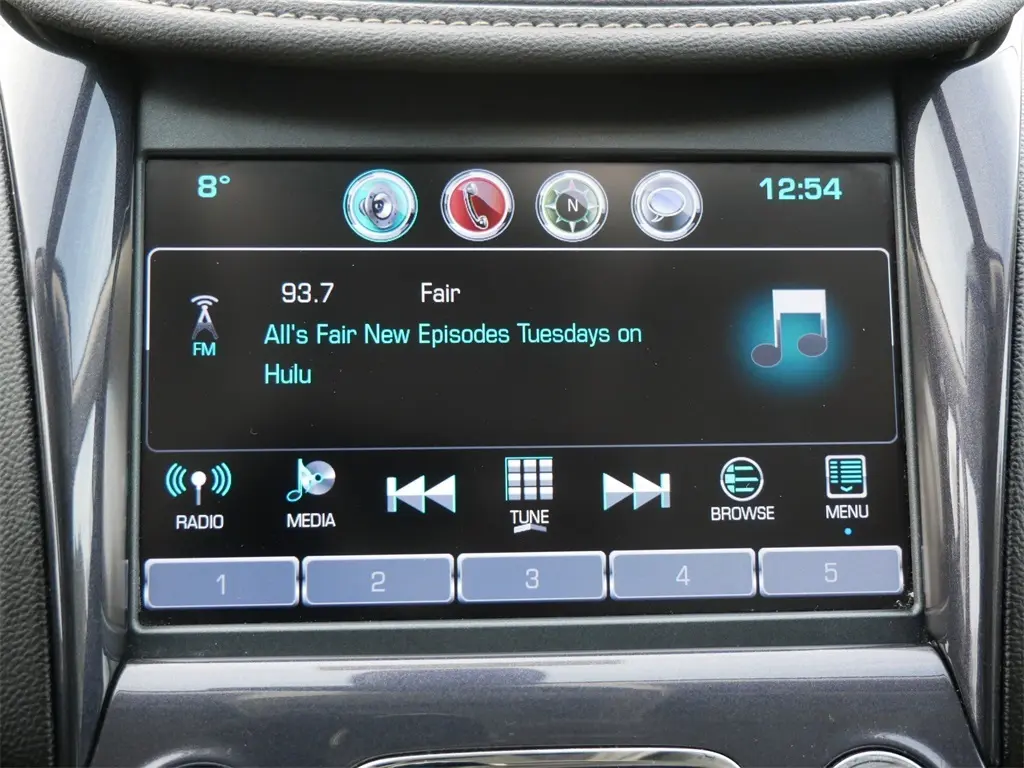 8° N 12:54
93.7 Fair
FM All's Fair New Episodes Tuesdays on
Hulu
RADIO MEDIA TUNE BROWSE MENU
1 2 3 4 5